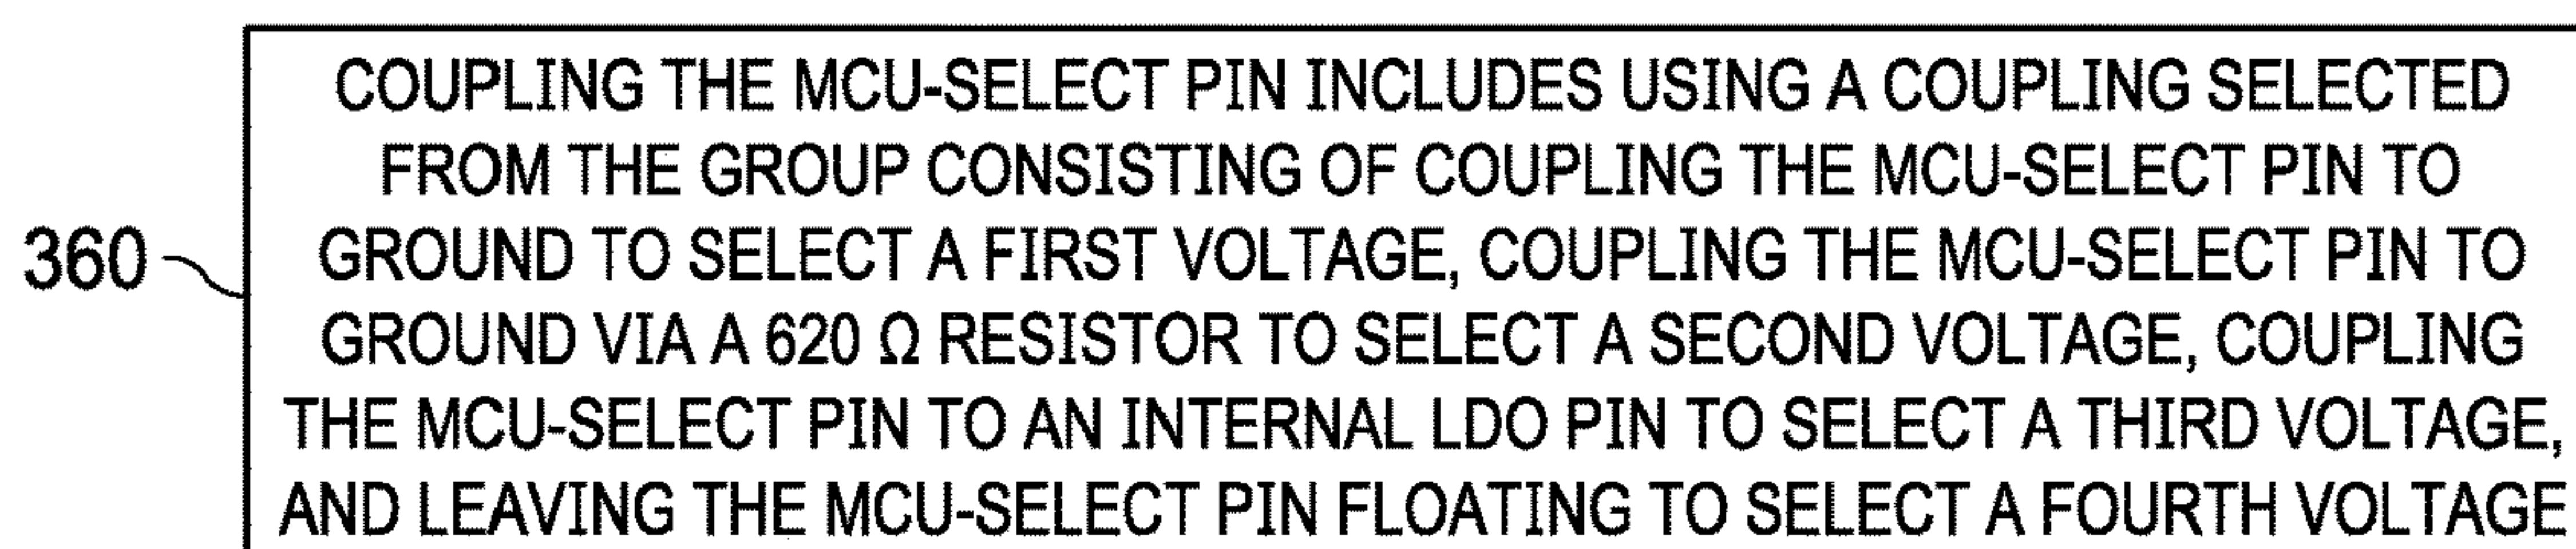 COUPLING THE MCU-SELECT PIN INCLUDES USING A COUPLING SELECTED
FROM THE GROUP CONSISTING OF COUPLING THE MCU-SELECT PIN TO
360 GROUND TO SELECT A FIRST VOLTAGE, COUPLING THE MCU-SELECT PIN TO
GROUND VIA A 620 Ω RESISTOR TO SELECT A SECOND VOLTAGE, COUPLING
THE MCU-SELECT PIN TO AN INTERNAL LDO PIN TO SELECT A THIRD VOLTAGE,
AND LEAVING THE MCU-SELECT PIN FLOATING TO SELECT A FOURTH VOLTAGE